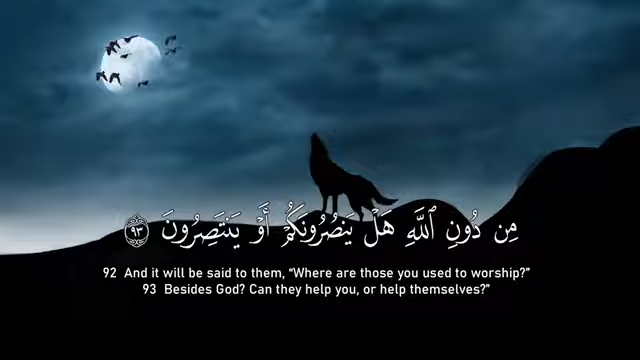 مِن دُونِ ٱللَّهِ هَلْ يَنصُرُونَكُمْ أَوْ يَنتَصِرُونَ ٩٣
92 And it will be said to them, “Where are those you used to worship?”
93 Besides God? Can they help you, or help themselves?”